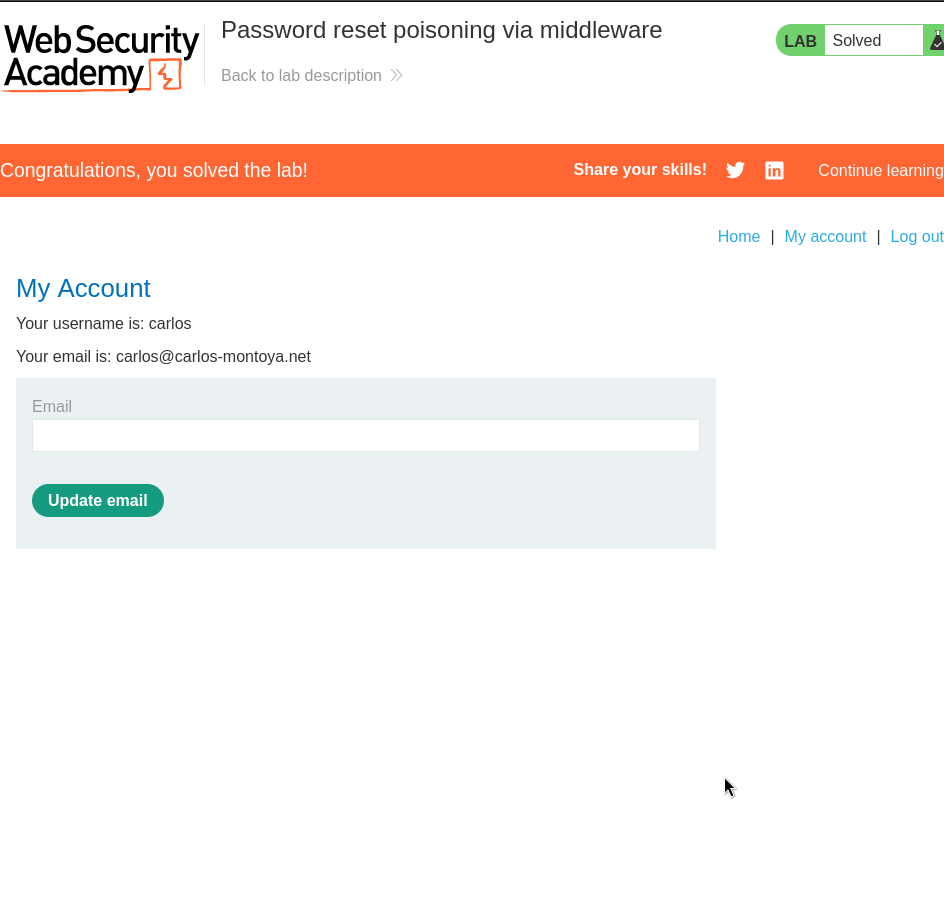 Web Security
Academy
Password reset poisoning via middleware
Back to lab description
LAB Solved
Congratulations, you solved the lab!
Share your skills!
Continue learning
Home | My account | Log out
My Account
Your username is: carlos
Your email is: carlos@carlos-montoya.net
Email
Update email